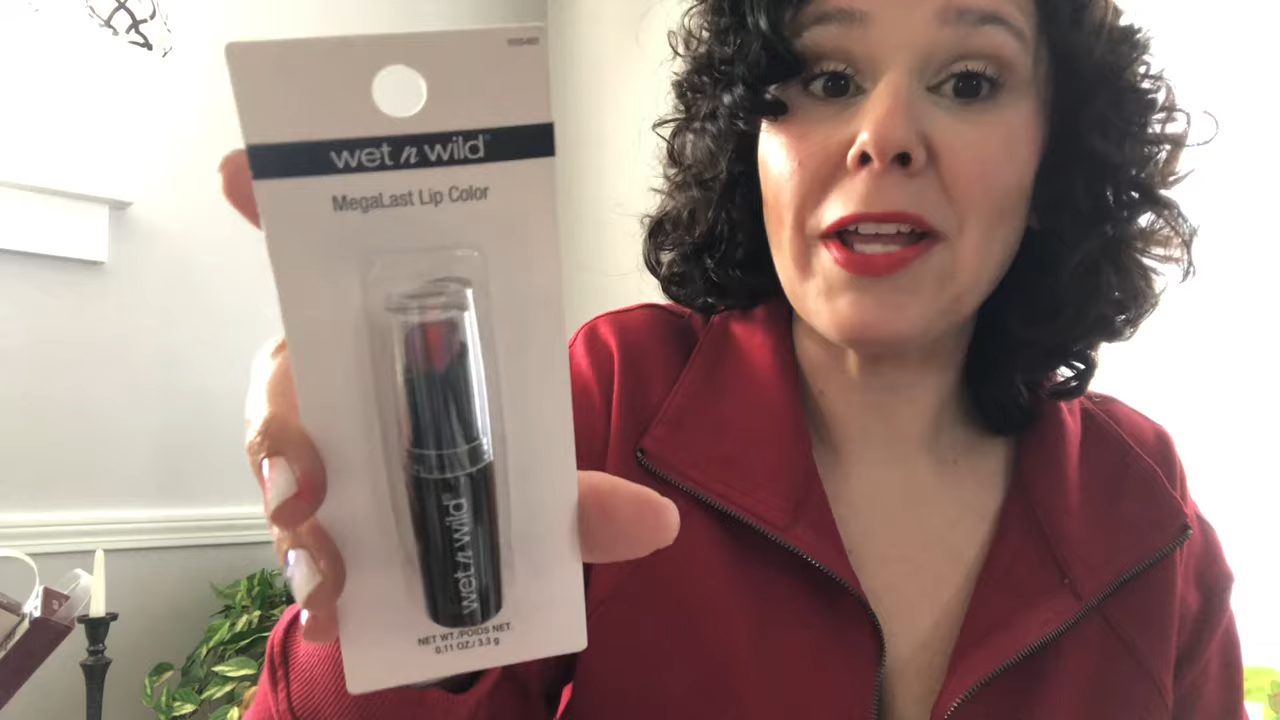 wet n wild®
MegaLast Lip Color
wet n wild®
NET WT./POIDS NET.
0.11 OZ./ 3.3 g